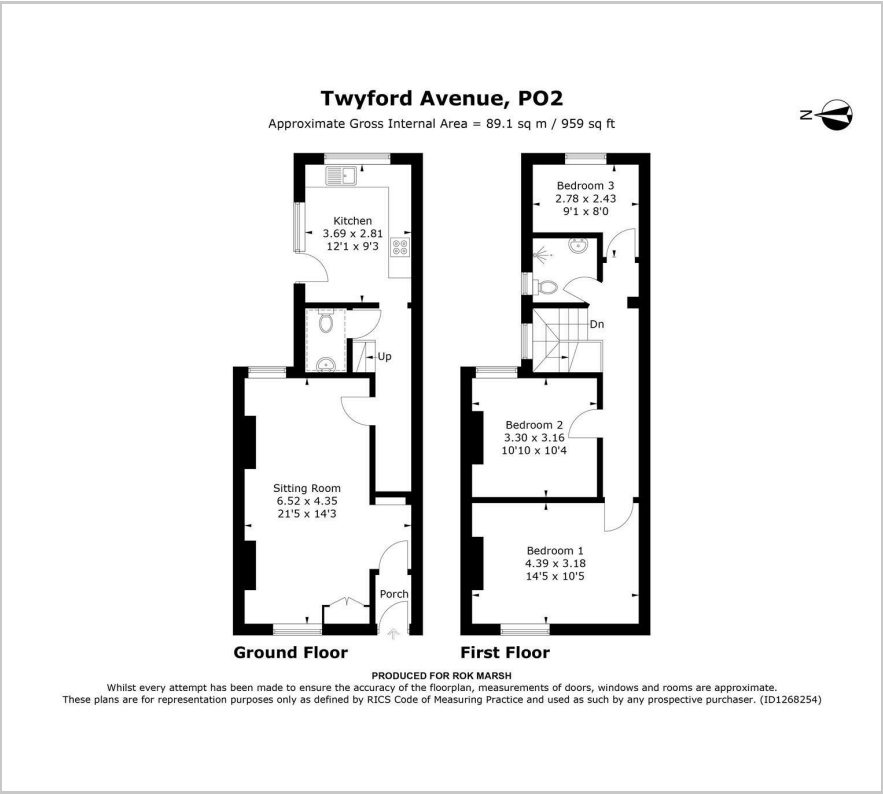 Twyford Avenue, PO2
Approximate Gross Internal Area = 89.1 sq m / 959 sq ft
N
Kitchen
3.69 x 2.81
12'1 x 9'3
Up
Sitting Room
6.52 x 4.35
21'5 x 14'3
Porch
Ground Floor
Bedroom 3
2.78 x 2.43
9'1 x 8'0
Dn
Bedroom 2
3.30 x 3.16
10'10 x 10'4
Bedroom 1
4.39 x 3.18
14'5 x 10'5
First Floor
PRODUCED FOR ROK MARSH
Whilst every attempt has been made to ensure the accuracy of the floorplan, measurements of doors, windows and rooms are approximate.
These plans are for representation purposes only as defined by RICS Code of Measuring Practice and used as such by any prospective purchaser. (ID1268254)